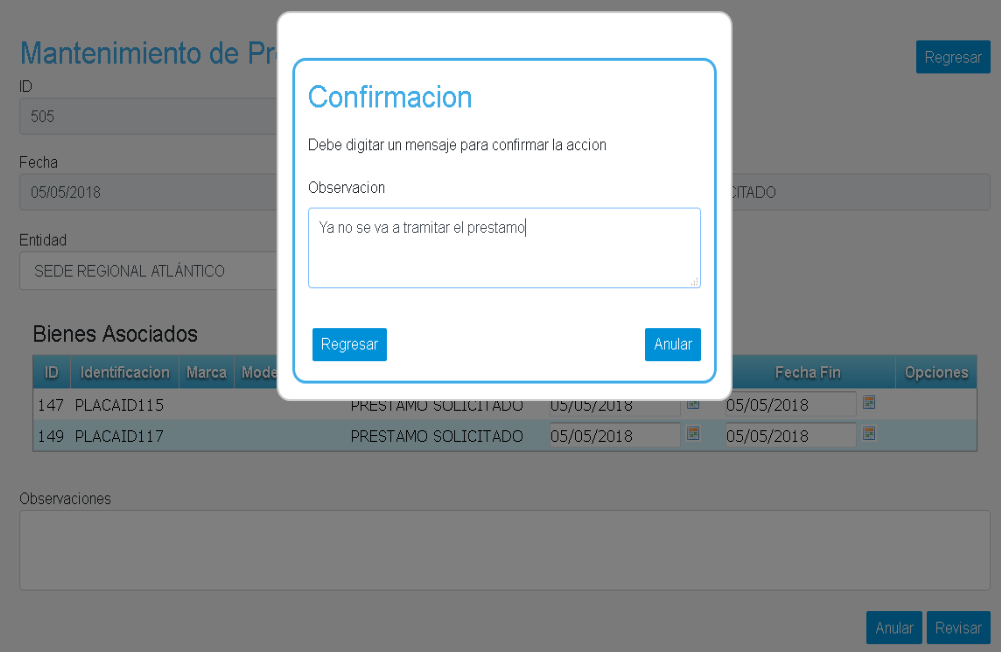 Mantenimiento de Pr
Regresar
ID
505
Fecha
05/05/2018
CITADO
Entidad
SEDE REGIONAL ATLÁNTICO
Confirmacion
Debe digitar un mensaje para confirmar la accion
Observacion
Ya no se va a tramitar el prestamo
Regresar
Anular
Bienes Asociados
ID Identificacion Marca Mode Fecha Fin Opciones
147 PLACAID115 PRESTAMO SOLICITADO 05/05/2018 05/05/2018
149 PLACAID117 PRESTAMO SOLICITADO 05/05/2018 05/05/2018
Observaciones
Anular Revisar